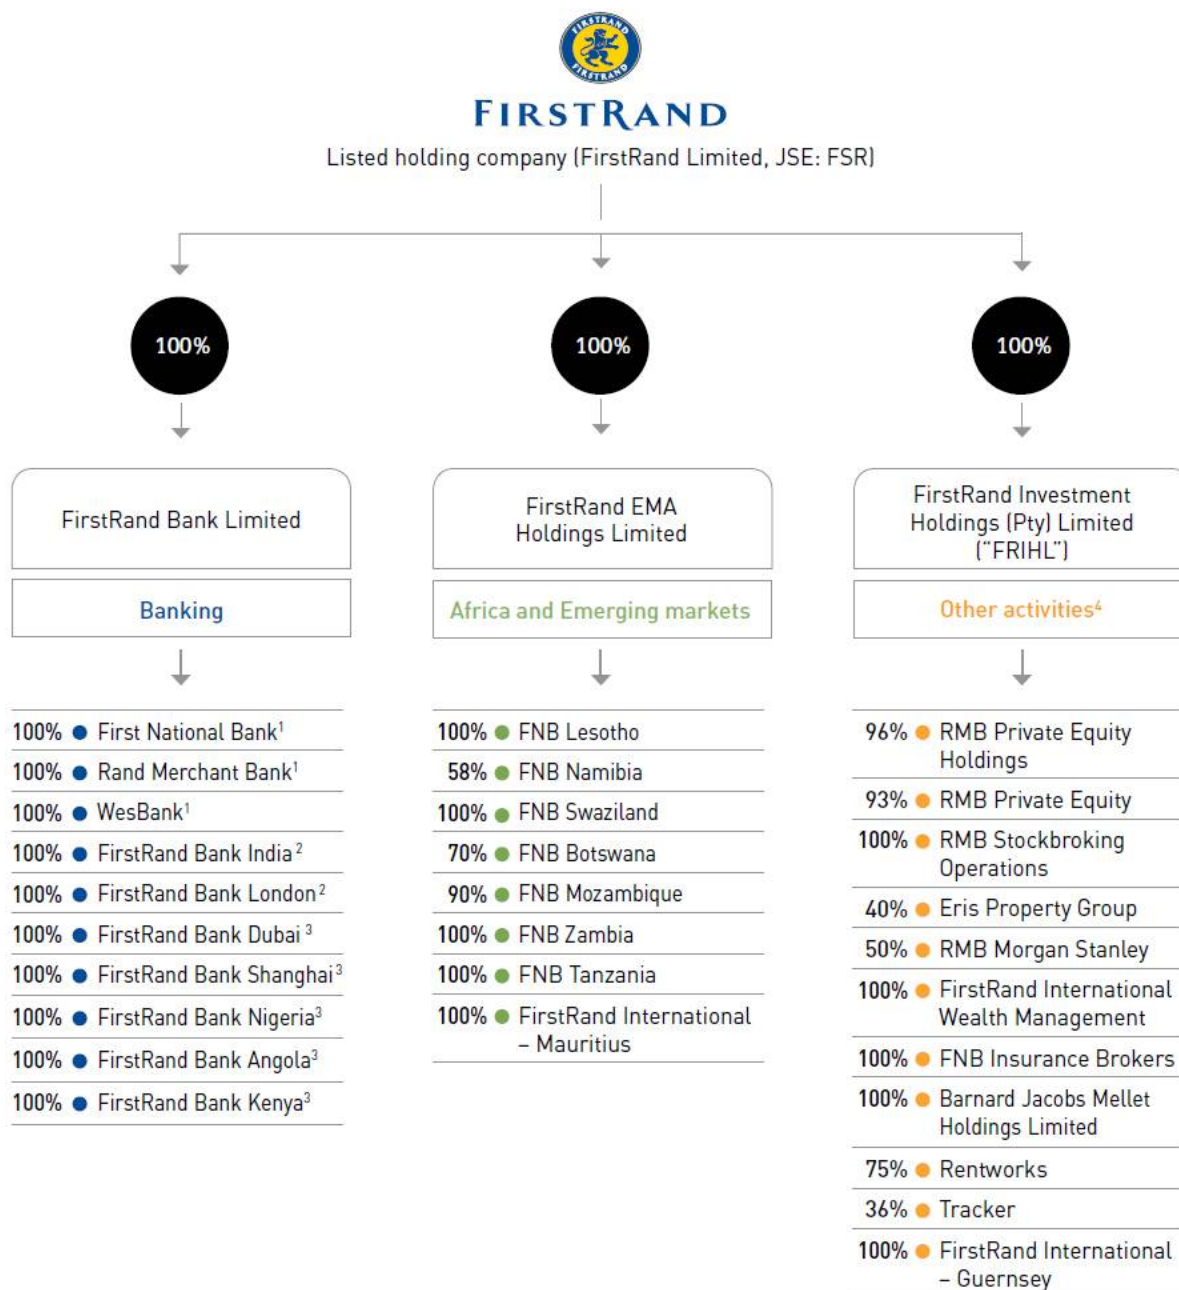 FIRSTRAND
FIRSTRAND
FIRSTRAND
Listed holding company (FirstRand Limited, JSE: FSR)
100%
100%
100%
FirstRand Bank Limited
FirstRand EMA
Holdings Limited
FirstRand Investment
Holdings (Pty) Limited
(“FRIHL”)
Banking
Africa and Emerging markets
Other activities⁴
100% ● First National Bank¹
100% ● Rand Merchant Bank¹
100% ● WesBank¹
100% ● FirstRand Bank India²
100% ● FirstRand Bank London²
100% ● FirstRand Bank Dubai³
100% ● FirstRand Bank Shanghai³
100% ● FirstRand Bank Nigeria³
100% ● FirstRand Bank Angola³
100% ● FirstRand Bank Kenya³
100% ● FNB Lesotho
58% ● FNB Namibia
100% ● FNB Swaziland
70% ● FNB Botswana
90% ● FNB Mozambique
100% ● FNB Zambia
100% ● FNB Tanzania
100% ● FirstRand International
– Mauritius
96% ● RMB Private Equity
Holdings
93% ● RMB Private Equity
100% ● RMB Stockbroking
Operations
40% ● Eris Property Group
50% ● RMB Morgan Stanley
100% ● FirstRand International
Wealth Management
100% ● FNB Insurance Brokers
100% ● Barnard Jacobs Mellet
Holdings Limited
75% ● Rentworks
36% ● Tracker
100% ● FirstRand International
– Guernsey